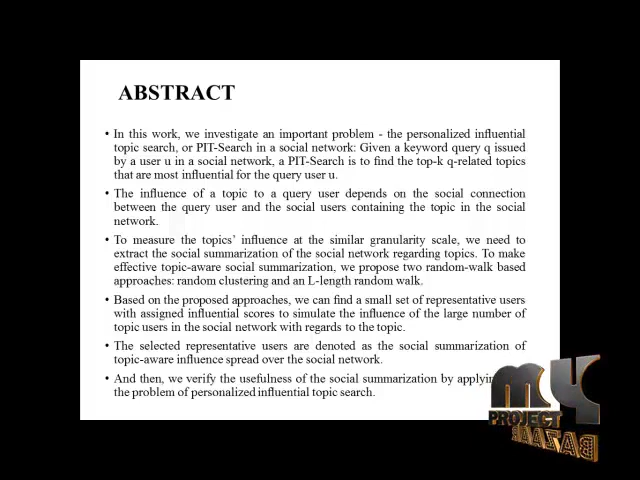 ABSTRACT
• In this work, we investigate an important problem - the personalized influential
topic search, or PIT-Search in a social network: Given a keyword query q issued
by a user u in a social network, a PIT-Search is to find the top-k q-related topics
that are most influential for the query user u.
• The influence of a topic to a query user depends on the social connection
between the query user and the social users containing the topic in the social
network.
• To measure the topics' influence at the similar granularity scale, we need to
extract the social summarization of the social network regarding topics. To make
effective topic-aware social summarization, we propose two random-walk based
approaches: random clustering and an L-length random walk.
• Based on the proposed approaches, we can find a small set of representative users
with assigned influential scores to simulate the influence of the large number of
topic users in the social network with regards to the topic.
• The selected representative users are denoted as the social summarization of
topic-aware influence spread over the social network.
• And then, we verify the usefulness of the social summarization by applying
the problem of personalized influential topic search.
MY
PROJECT
BAZAAR